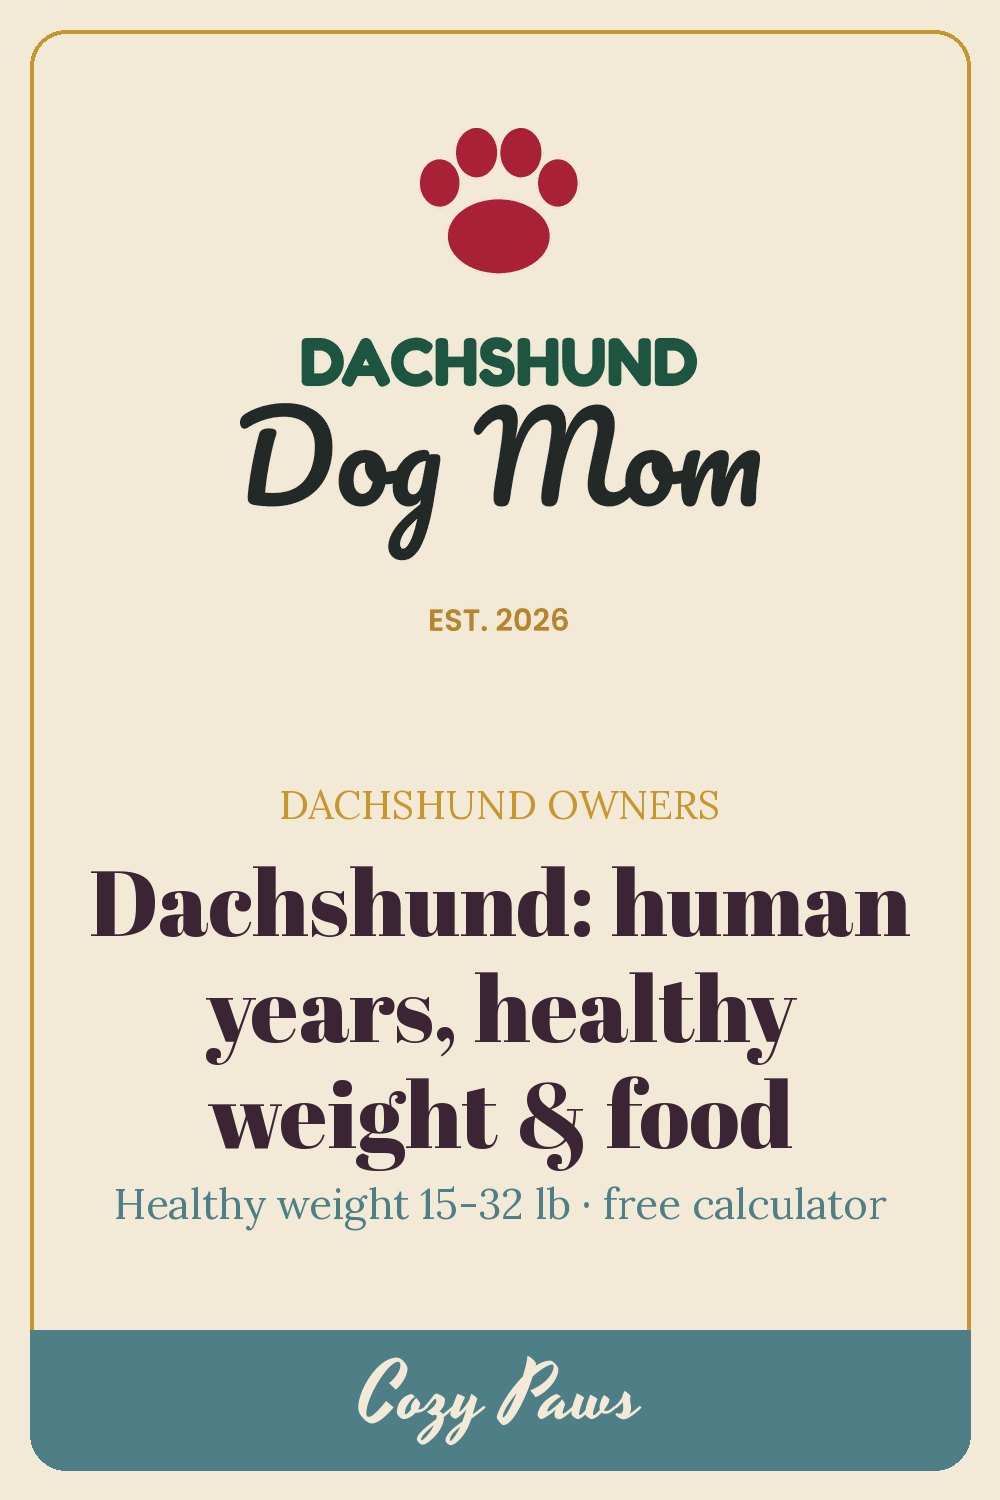 DACHSHUND
Dog Mom
EST. 2026
DACHSHUND OWNERS
Dachshund: human
years, healthy
weight & food
Healthy weight 15-32 lb · free calculator
Cozy Paws